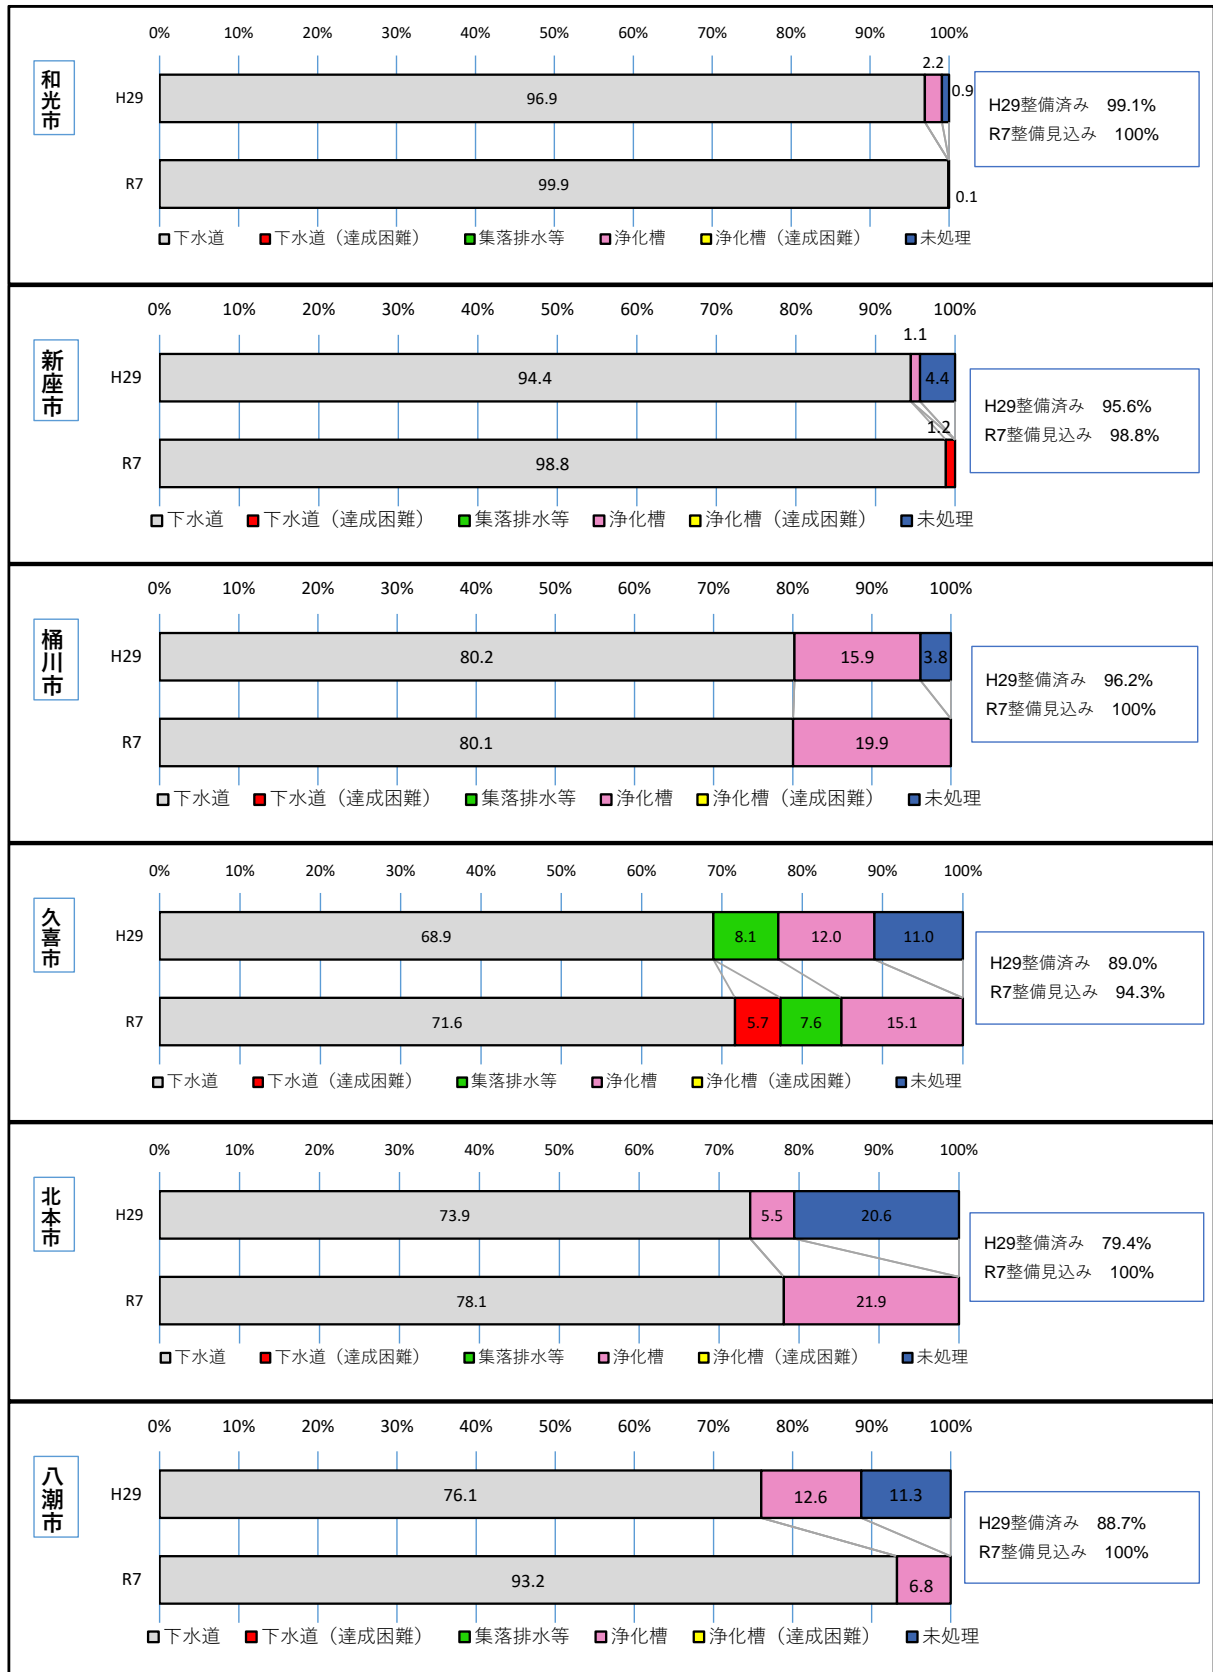 0% 10% 20% 30% 40% 50% 60% 70% 80% 90% 100%
和光市
H29 96.9 2.2 0.9
R7 99.9 0.1
H29整備済み 99.1%
R7整備見込み 100%
下水道 下水道（達成困難） 集落排水等 浄化槽 浄化槽（達成困難） 未処理
0% 10% 20% 30% 40% 50% 60% 70% 80% 90% 100%
新座市
H29 94.4 1.1 4.4
R7 98.8 1.2
H29整備済み 95.6%
R7整備見込み 98.8%
下水道 下水道（達成困難） 集落排水等 浄化槽 浄化槽（達成困難） 未処理
0% 10% 20% 30% 40% 50% 60% 70% 80% 90% 100%
桶川市
H29 80.2 15.9 3.8
R7 80.1 19.9
H29整備済み 96.2%
R7整備見込み 100%
下水道 下水道（達成困難） 集落排水等 浄化槽 浄化槽（達成困難） 未処理
0% 10% 20% 30% 40% 50% 60% 70% 80% 90% 100%
久喜市
H29 68.9 8.1 12.0 11.0
R7 71.6 5.7 7.6 15.1
H29整備済み 89.0%
R7整備見込み 94.3%
下水道 下水道（達成困難） 集落排水等 浄化槽 浄化槽（達成困難） 未処理
0% 10% 20% 30% 40% 50% 60% 70% 80% 90% 100%
北本市
H29 73.9 5.5 20.6
R7 78.1 21.9
H29整備済み 79.4%
R7整備見込み 100%
下水道 下水道（達成困難） 集落排水等 浄化槽 浄化槽（達成困難） 未処理
0% 10% 20% 30% 40% 50% 60% 70% 80% 90% 100%
八潮市
H29 76.1 12.6 11.3
R7 93.2 6.8
H29整備済み 88.7%
R7整備見込み 100%
下水道 下水道（達成困難） 集落排水等 浄化槽 浄化槽（達成困難） 未処理